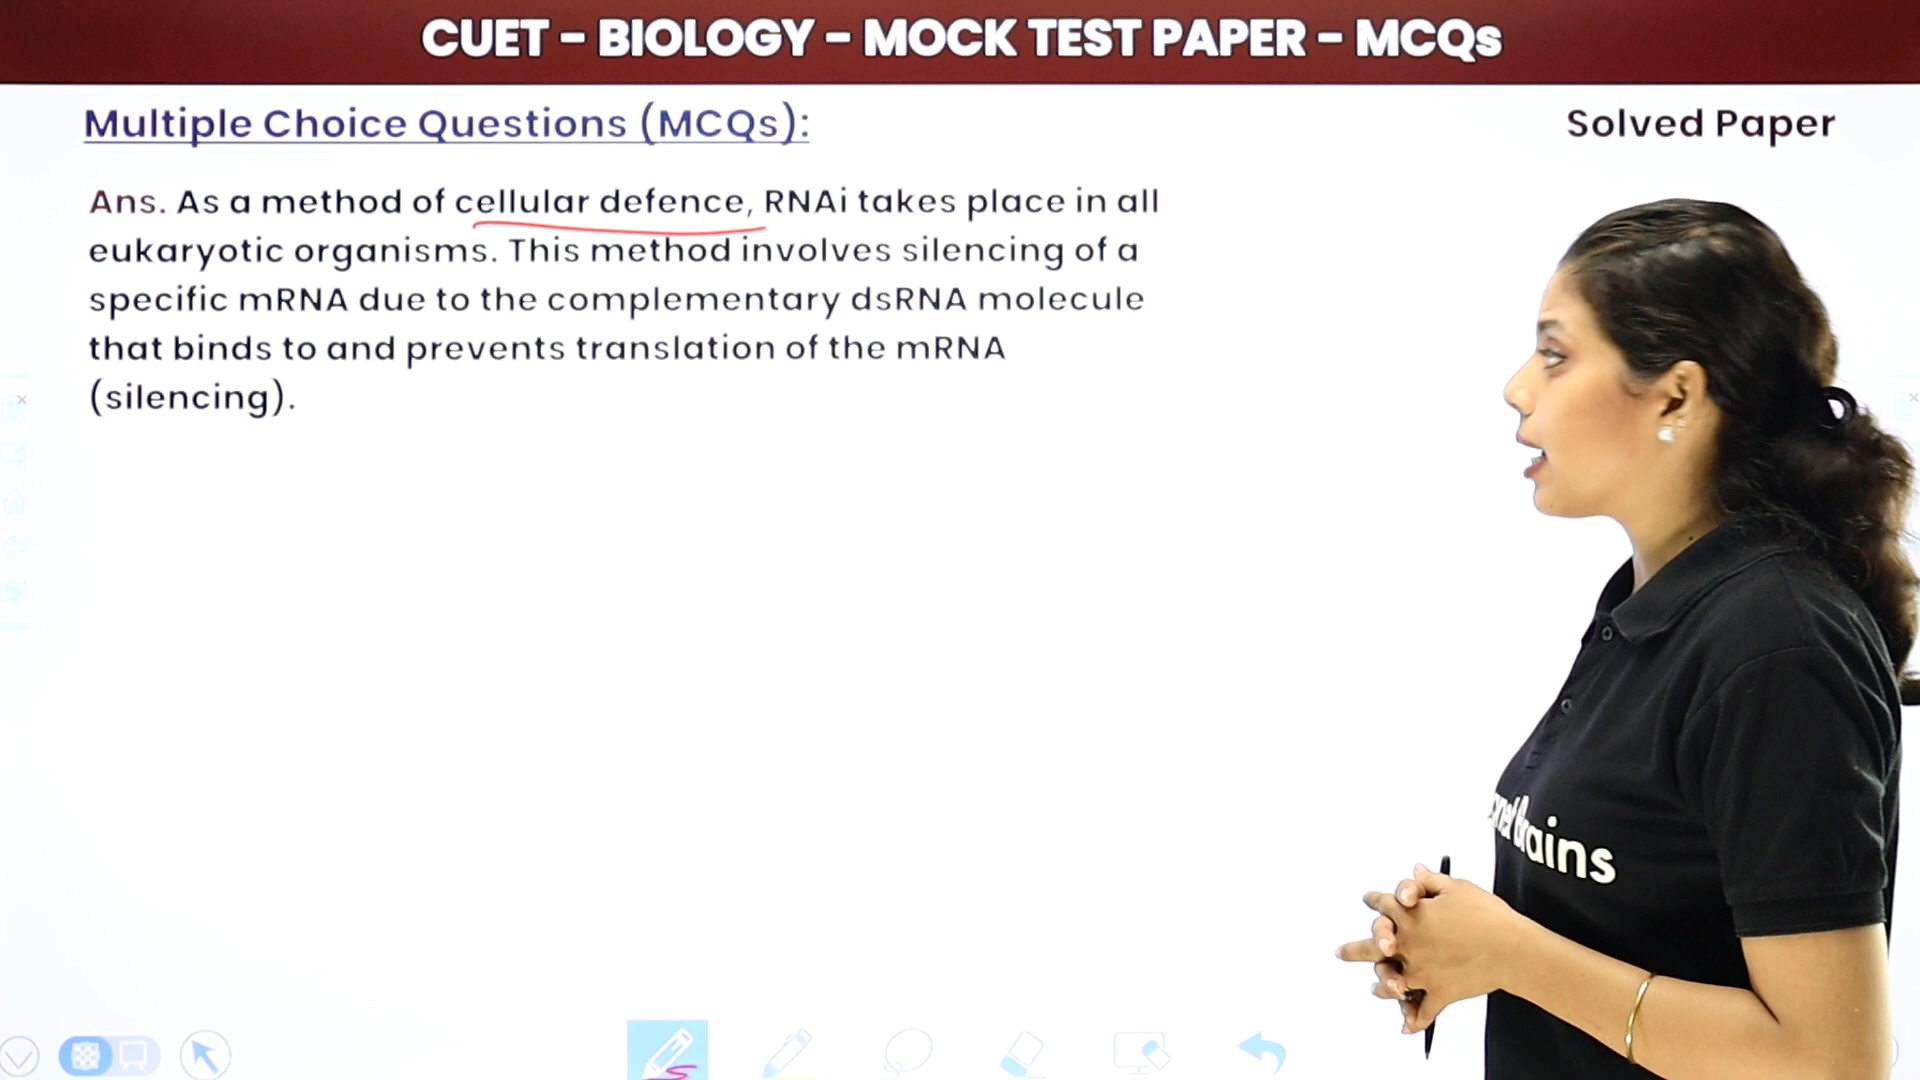 CUET - BIOLOGY - MOCK TEST PAPER - MCQs
Multiple Choice Questions (MCQs):
Solved Paper
Ans. As a method of cellular defence, RNAi takes place in all
eukaryotic organisms. This method involves silencing of a
specific mRNA due to the complementary dsRNA molecule
that binds to and prevents translation of the mRNA
(silencing).
Brains